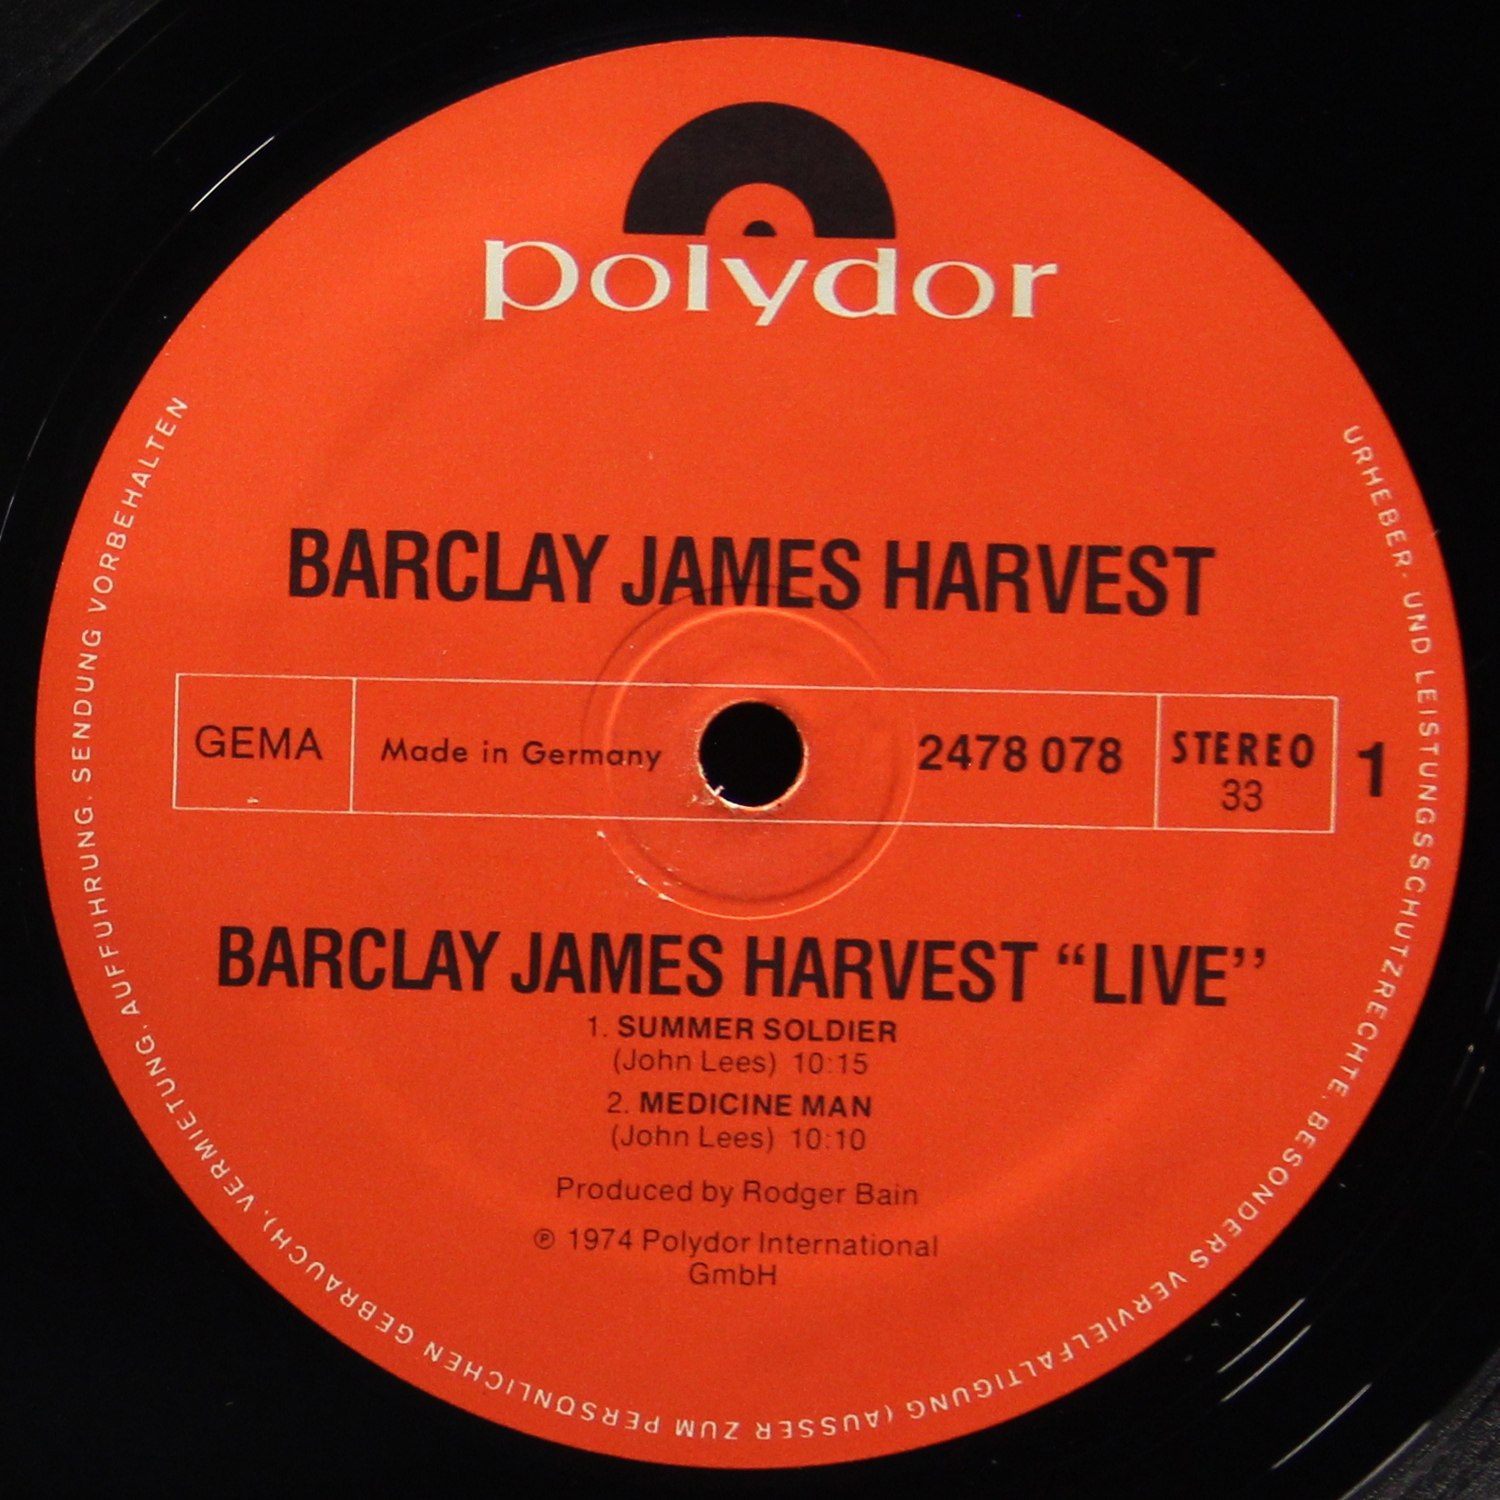 polydor
BARCLAY JAMES HARVEST
GEMA
Made in Germany
2478 078
STEREO
33
1
BARCLAY JAMES HARVEST “LIVE’’
1. SUMMER SOLDIER
(John Lees) 10:15
2. MEDICINE MAN
(John Lees) 10:10
Produced by Rodger Bain
℗ 1974 Polydor International
GmbH
URHEBER- UND LEISTUNGSSCHUTZRECHTE, BESONDERS VERVIELFÄLTIGUNG (AUSSER ZUM PERSÖNLICHEN GEBRAUCH), VERMIETUNG, AUFFÜHRUNG, SENDUNG VORBEHALTEN